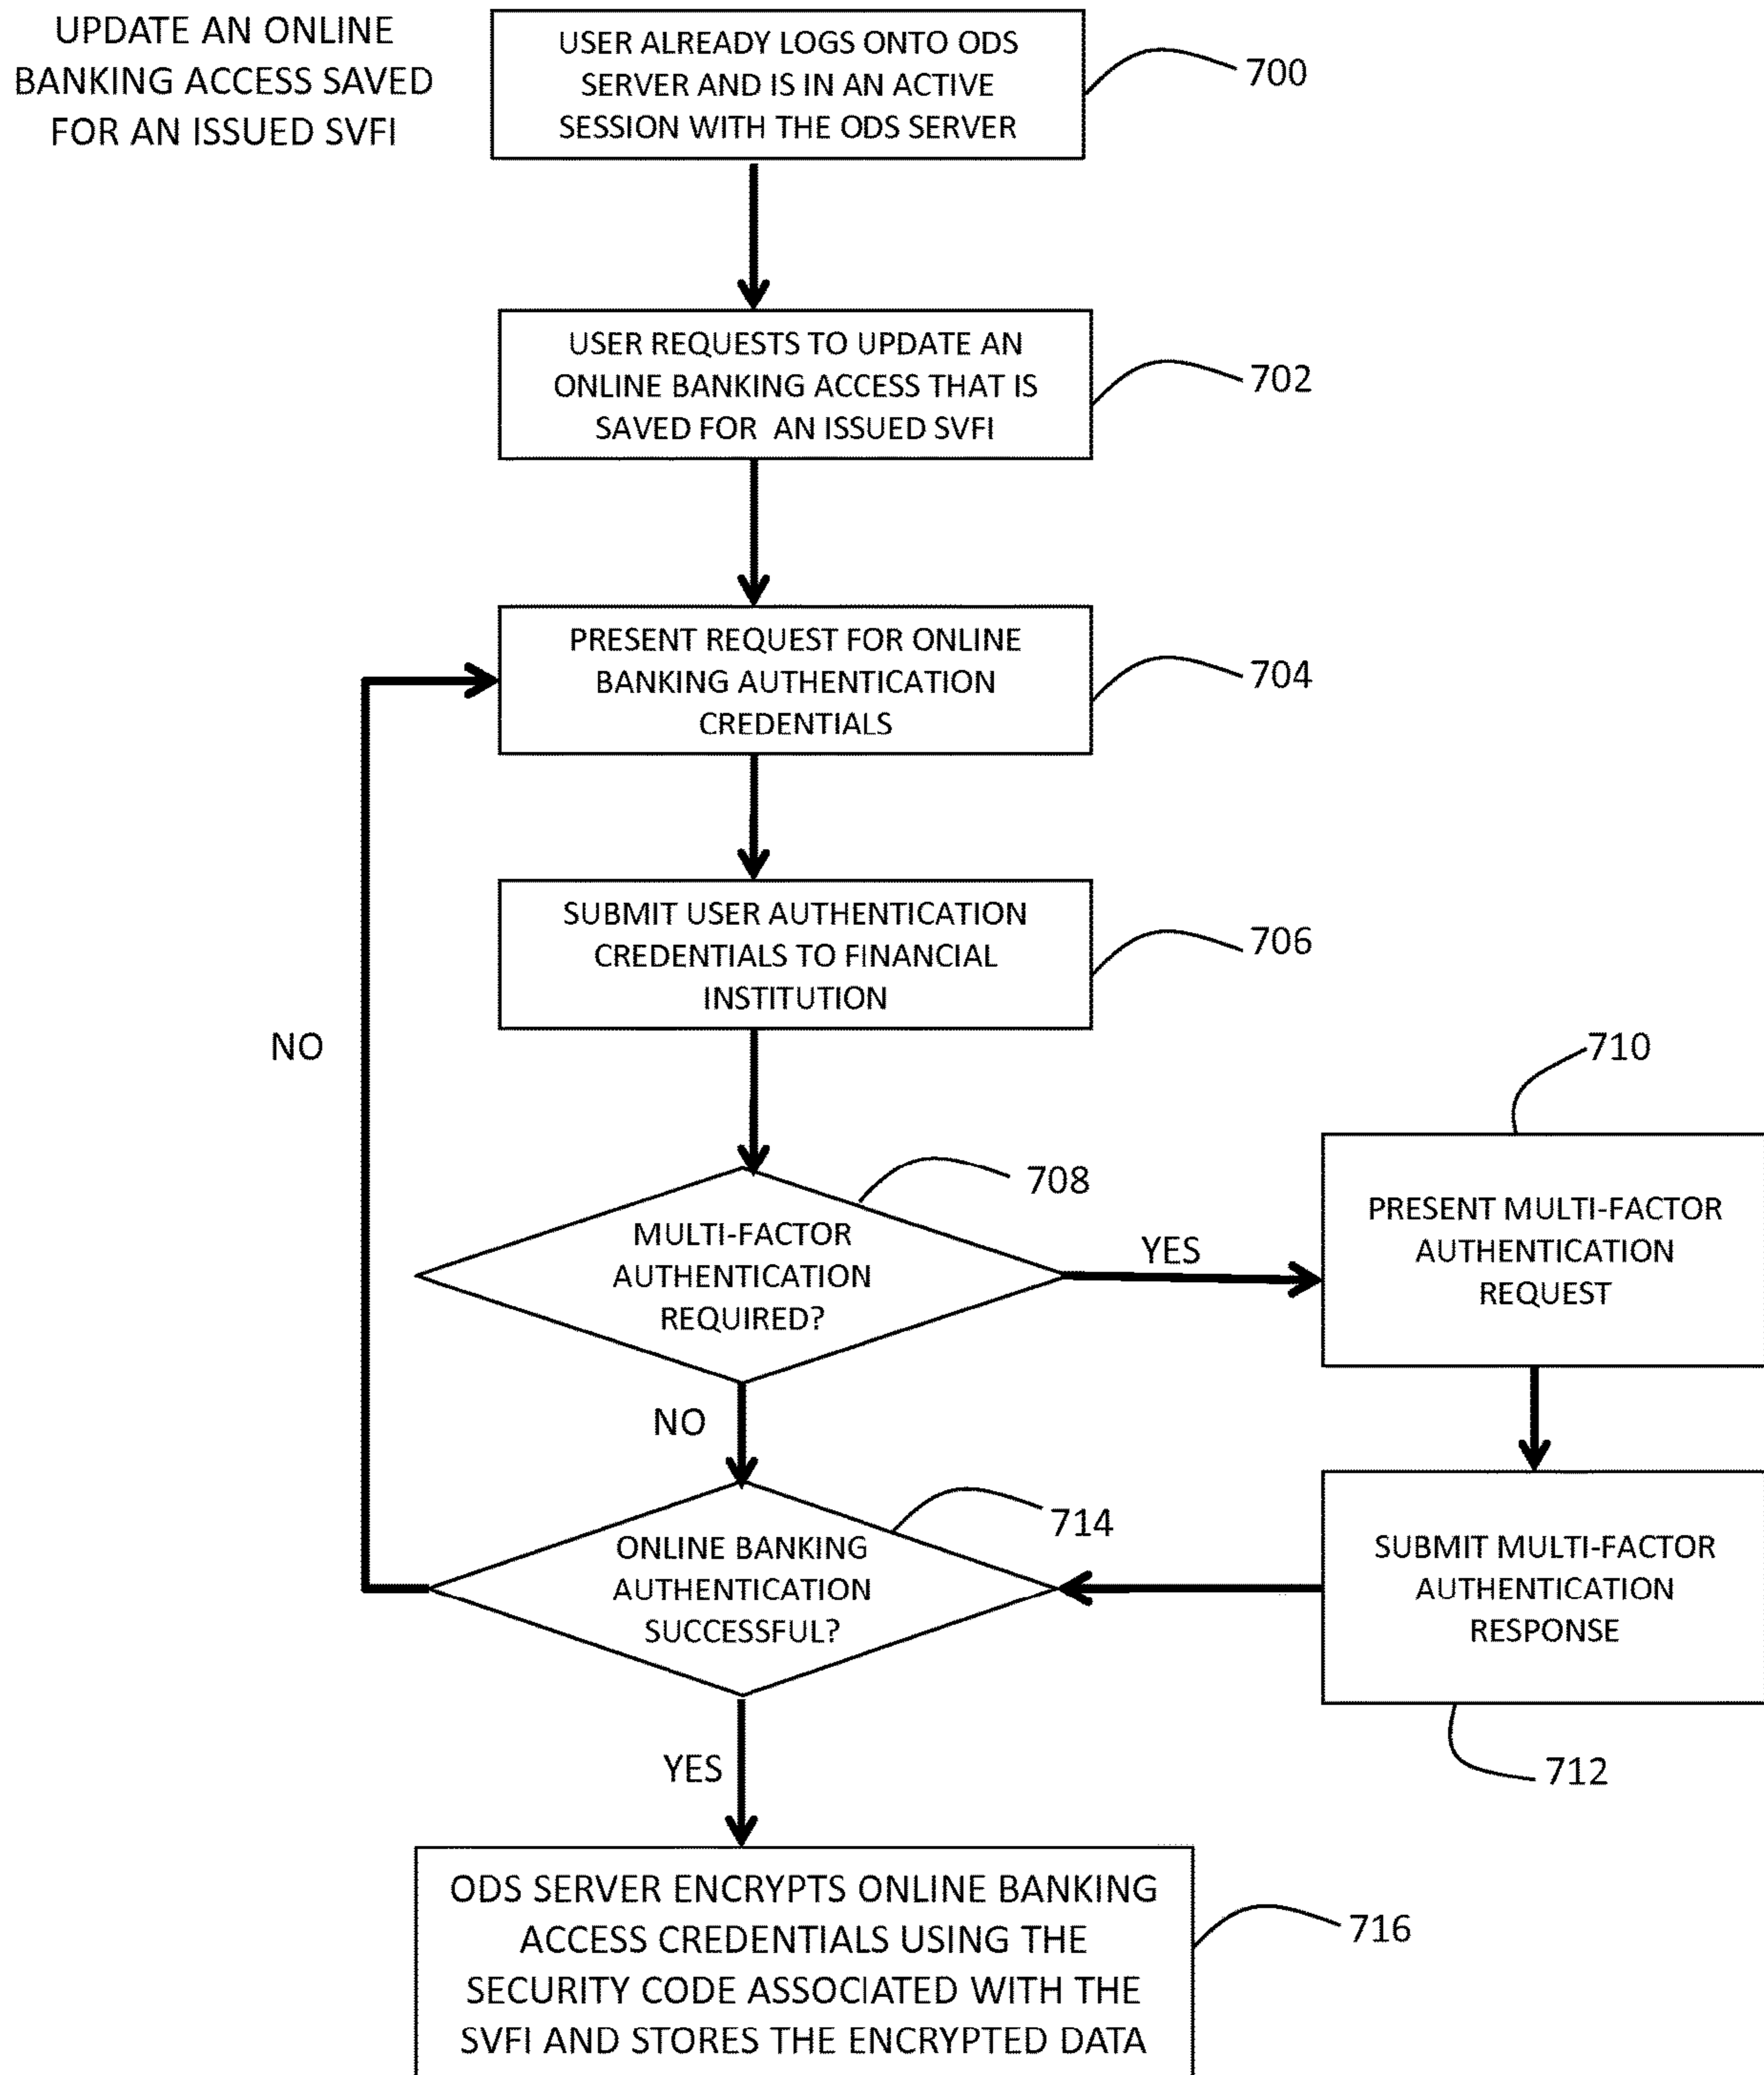 UPDATE AN ONLINE
BANKING ACCESS SAVED
FOR AN ISSUED SVFI
USER ALREADY LOGS ONTO ODS
SERVER AND IS IN AN ACTIVE
SESSION WITH THE ODS SERVER
700
USER REQUESTS TO UPDATE AN
ONLINE BANKING ACCESS THAT IS
SAVED FOR AN ISSUED SVFI
702
PRESENT REQUEST FOR ONLINE
BANKING AUTHENTICATION
CREDENTIALS
704
SUBMIT USER AUTHENTICATION
CREDENTIALS TO FINANCIAL
INSTITUTION
706
NO
MULTI-FACTOR
AUTHENTICATION
REQUIRED?
708
YES
710
PRESENT MULTI-FACTOR
AUTHENTICATION
REQUEST
NO
ONLINE BANKING
AUTHENTICATION
SUCCESSFUL?
714
SUBMIT MULTI-FACTOR
AUTHENTICATION
RESPONSE
712
YES
ODS SERVER ENCRYPTS ONLINE BANKING
ACCESS CREDENTIALS USING THE
SECURITY CODE ASSOCIATED WITH THE
SVFI AND STORES THE ENCRYPTED DATA
716